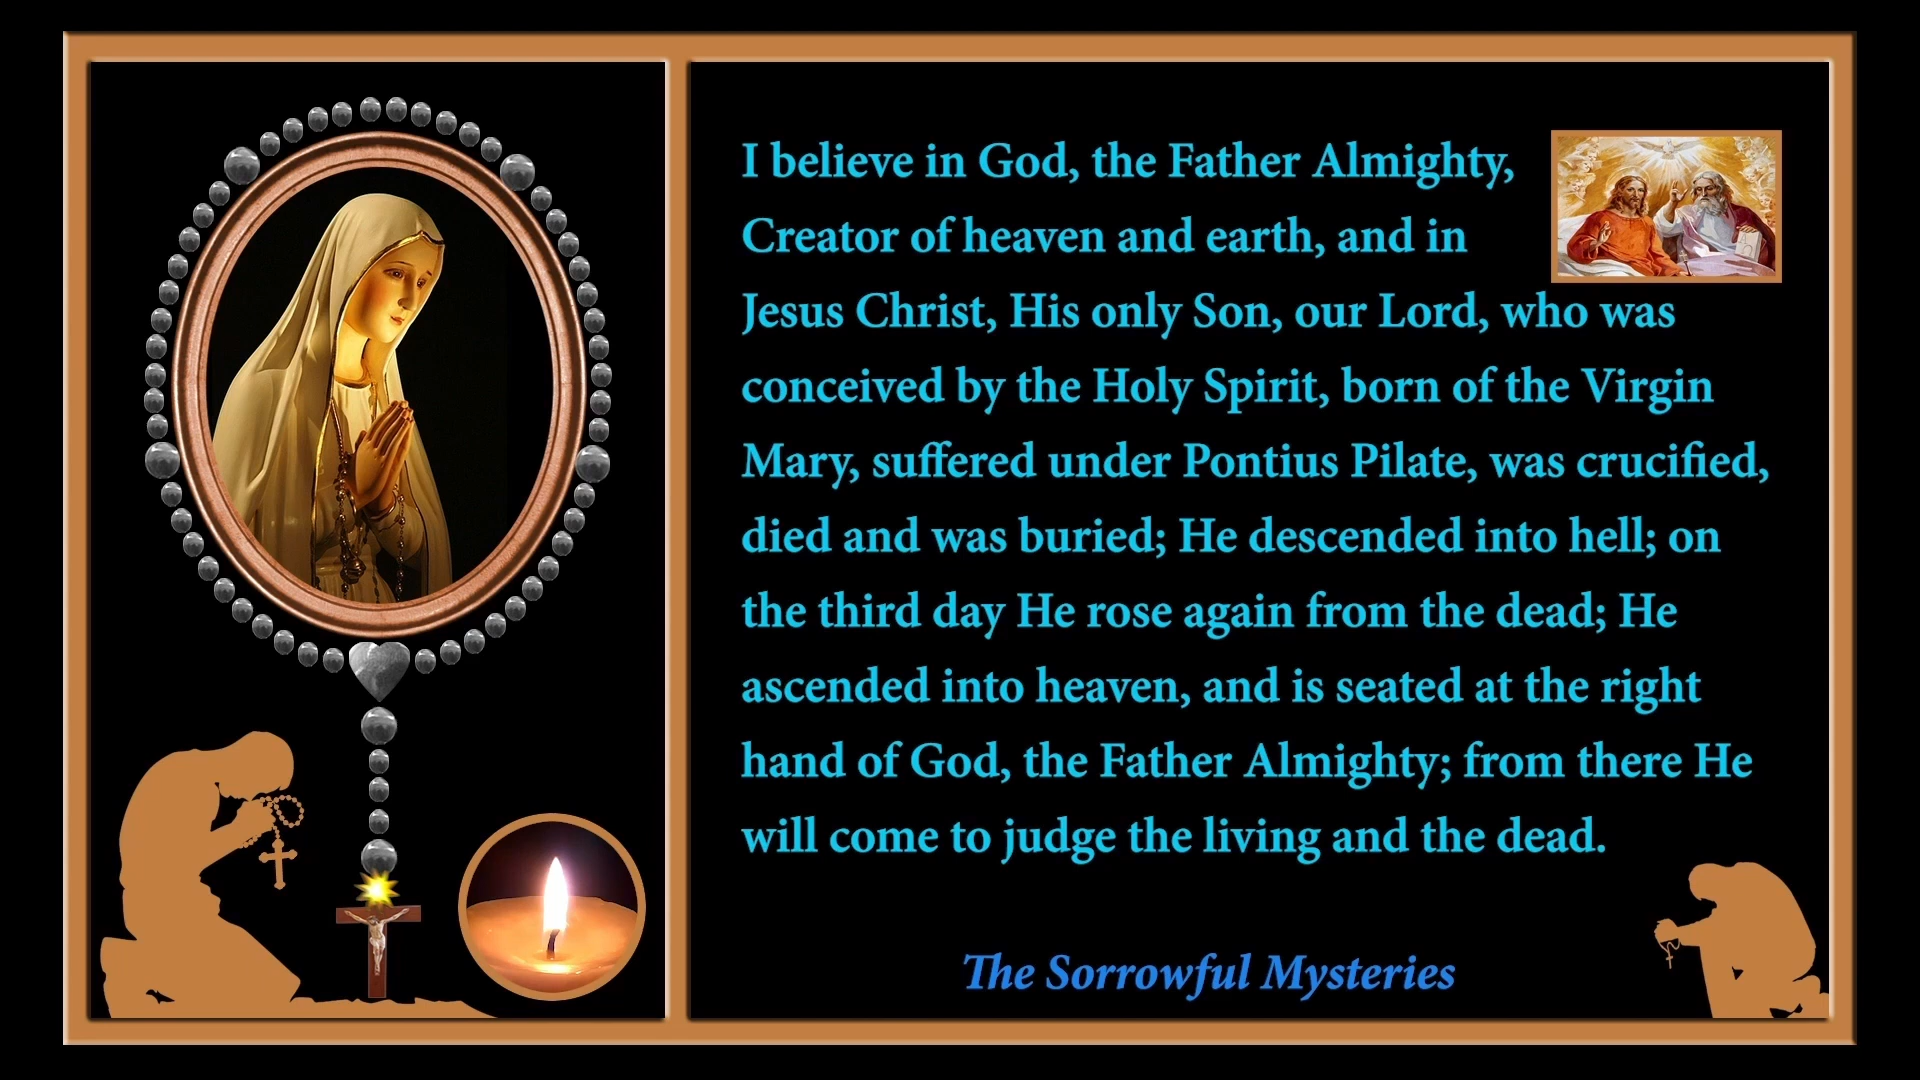 I believe in God, the Father Almighty,
Creator of heaven and earth, and in
Jesus Christ, His only Son, our Lord, who was
conceived by the Holy Spirit, born of the Virgin
Mary, suffered under Pontius Pilate, was crucified,
died and was buried; He descended into hell; on
the third day He rose again from the dead; He
ascended into heaven, and is seated at the right
hand of God, the Father Almighty; from there He
will come to judge the living and the dead.
The Sorrowful Mysteries